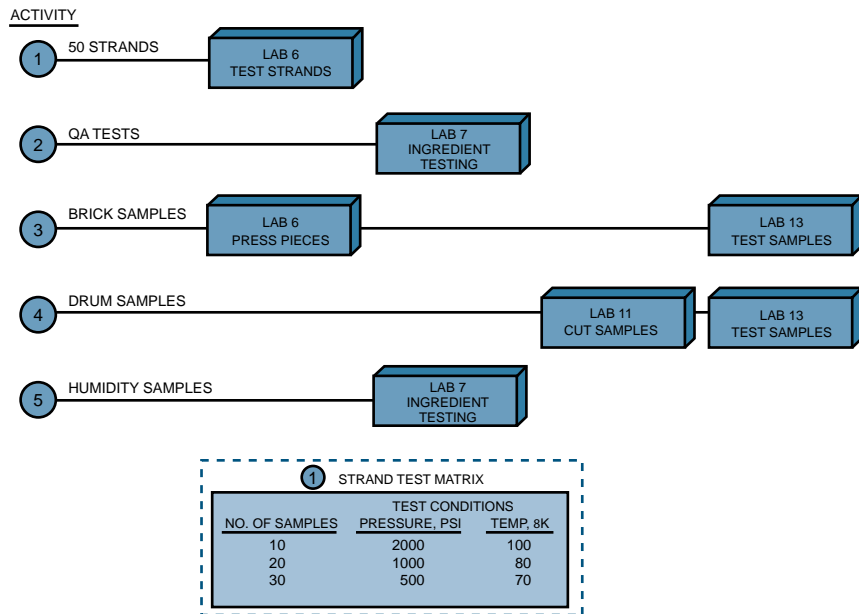 ACTIVITY
1 50 STRANDS
LAB 6
TEST STRANDS
2 QA TESTS
LAB 7
INGREDIENT
TESTING
3 BRICK SAMPLES
LAB 6
PRESS PIECES
LAB 13
TEST SAMPLES
4 DRUM SAMPLES
LAB 11
CUT SAMPLES
LAB 13
TEST SAMPLES
5 HUMIDITY SAMPLES
LAB 7
INGREDIENT
TESTING
1 STRAND TEST MATRIX
TEST CONDITIONS
NO. OF SAMPLES PRESSURE, PSI TEMP, 8K
10 2000 100
20 1000 80
30 500 70